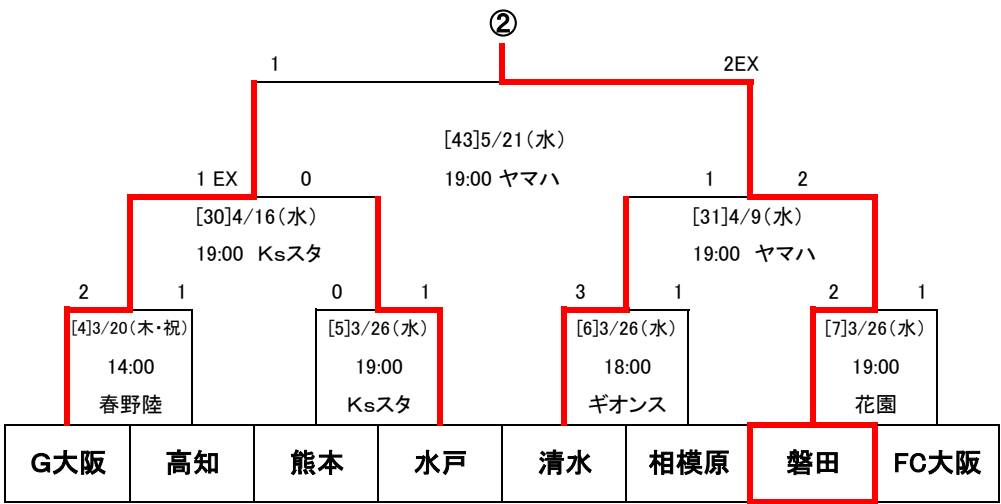 ②
1 2EX
[43]5/21(水)
19:00 ヤマハ
1 EX 0 1 2
[30]4/16(水) [31]4/9(水)
19:00 Ksスタ 19:00 ヤマハ
2 1 0 1 3 1 2 1
[4]3/20(木・祝) [5]3/26(水) [6]3/26(水) [7]3/26(水)
14:00 19:00 18:00 19:00
春野陸 Ksスタ ギオンス 花園
G大阪 高知 熊本 水戸 清水 相模原 磐田 FC大阪